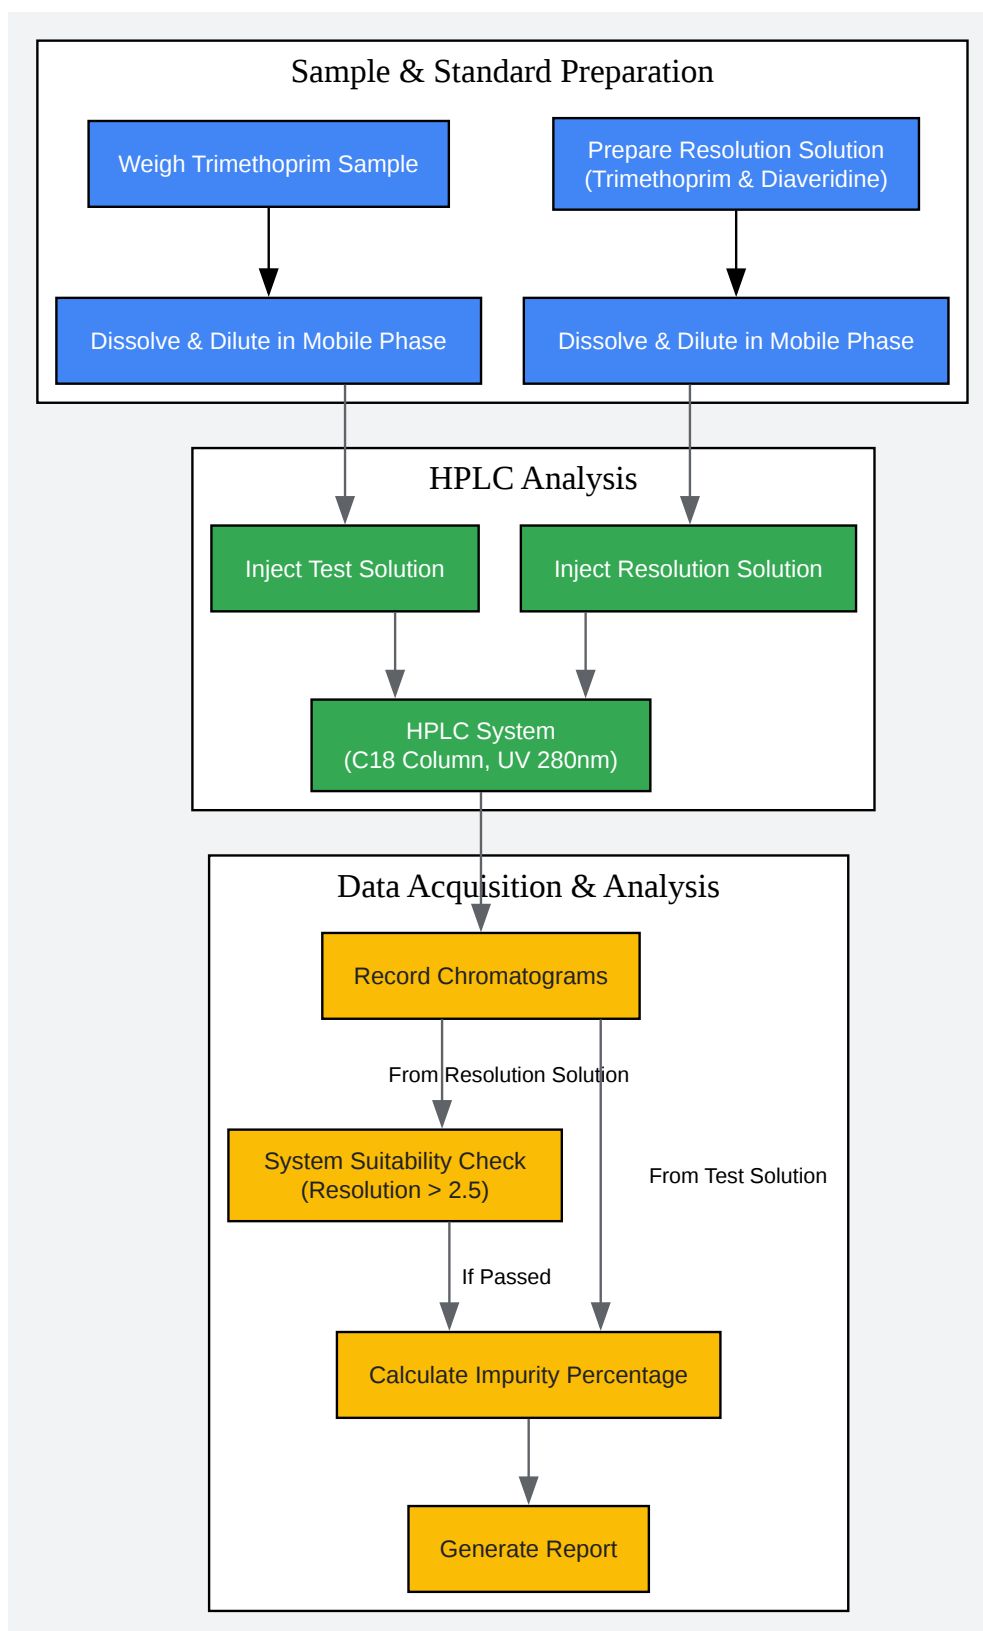 Sample & Standard Preparation
Weigh Trimethoprim Sample
Prepare Resolution Solution
(Trimethoprim & Diaveridine)
Dissolve & Dilute in Mobile Phase
Dissolve & Dilute in Mobile Phase
HPLC Analysis
Inject Test Solution
Inject Resolution Solution
HPLC System
(C18 Column, UV 280nm)
Data Acquisition & Analysis
Record Chromatograms
From Resolution Solution
System Suitability Check
(Resolution > 2.5)
From Test Solution
If Passed
Calculate Impurity Percentage
Generate Report